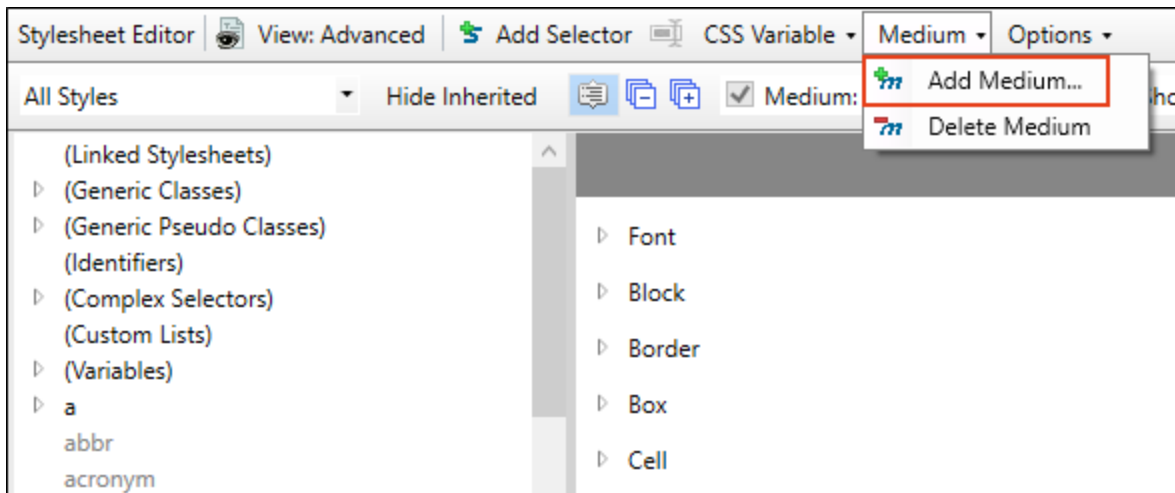 Stylesheet Editor View: Advanced Add Selector CSS Variable Medium Options
Add Medium...
All Styles Hide Inherited Medium:
Delete Medium
(Linked Stylesheets)
(Generic Classes)
(Generic Pseudo Classes)
Font
(Identifiers)
(Complex Selectors)
Block
(Custom Lists)
Border
(Variables)
a
Box
abbr
Cell
acronym